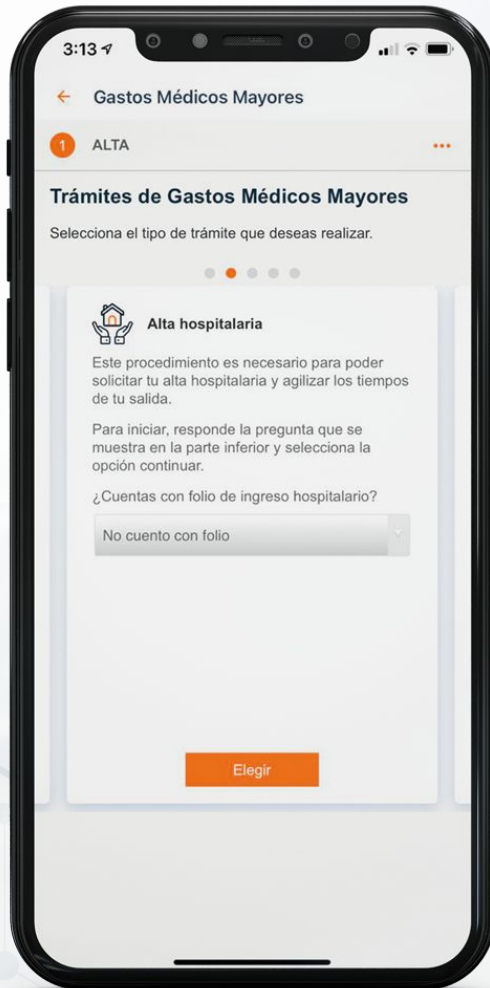 3:13
Gastos Médicos Mayores
1 ALTA
Trámites de Gastos Médicos Mayores
Selecciona el tipo de trámite que deseas realizar.
Alta hospitalaria
Este procedimiento es necesario para poder
solicitar tu alta hospitalaria y agilizar los tiempos
de tu salida.
Para iniciar, responde la pregunta que se
muestra en la parte inferior y selecciona la
opción continuar.
¿Cuentas con folio de ingreso hospitalario?
No cuento con folio
Elegir